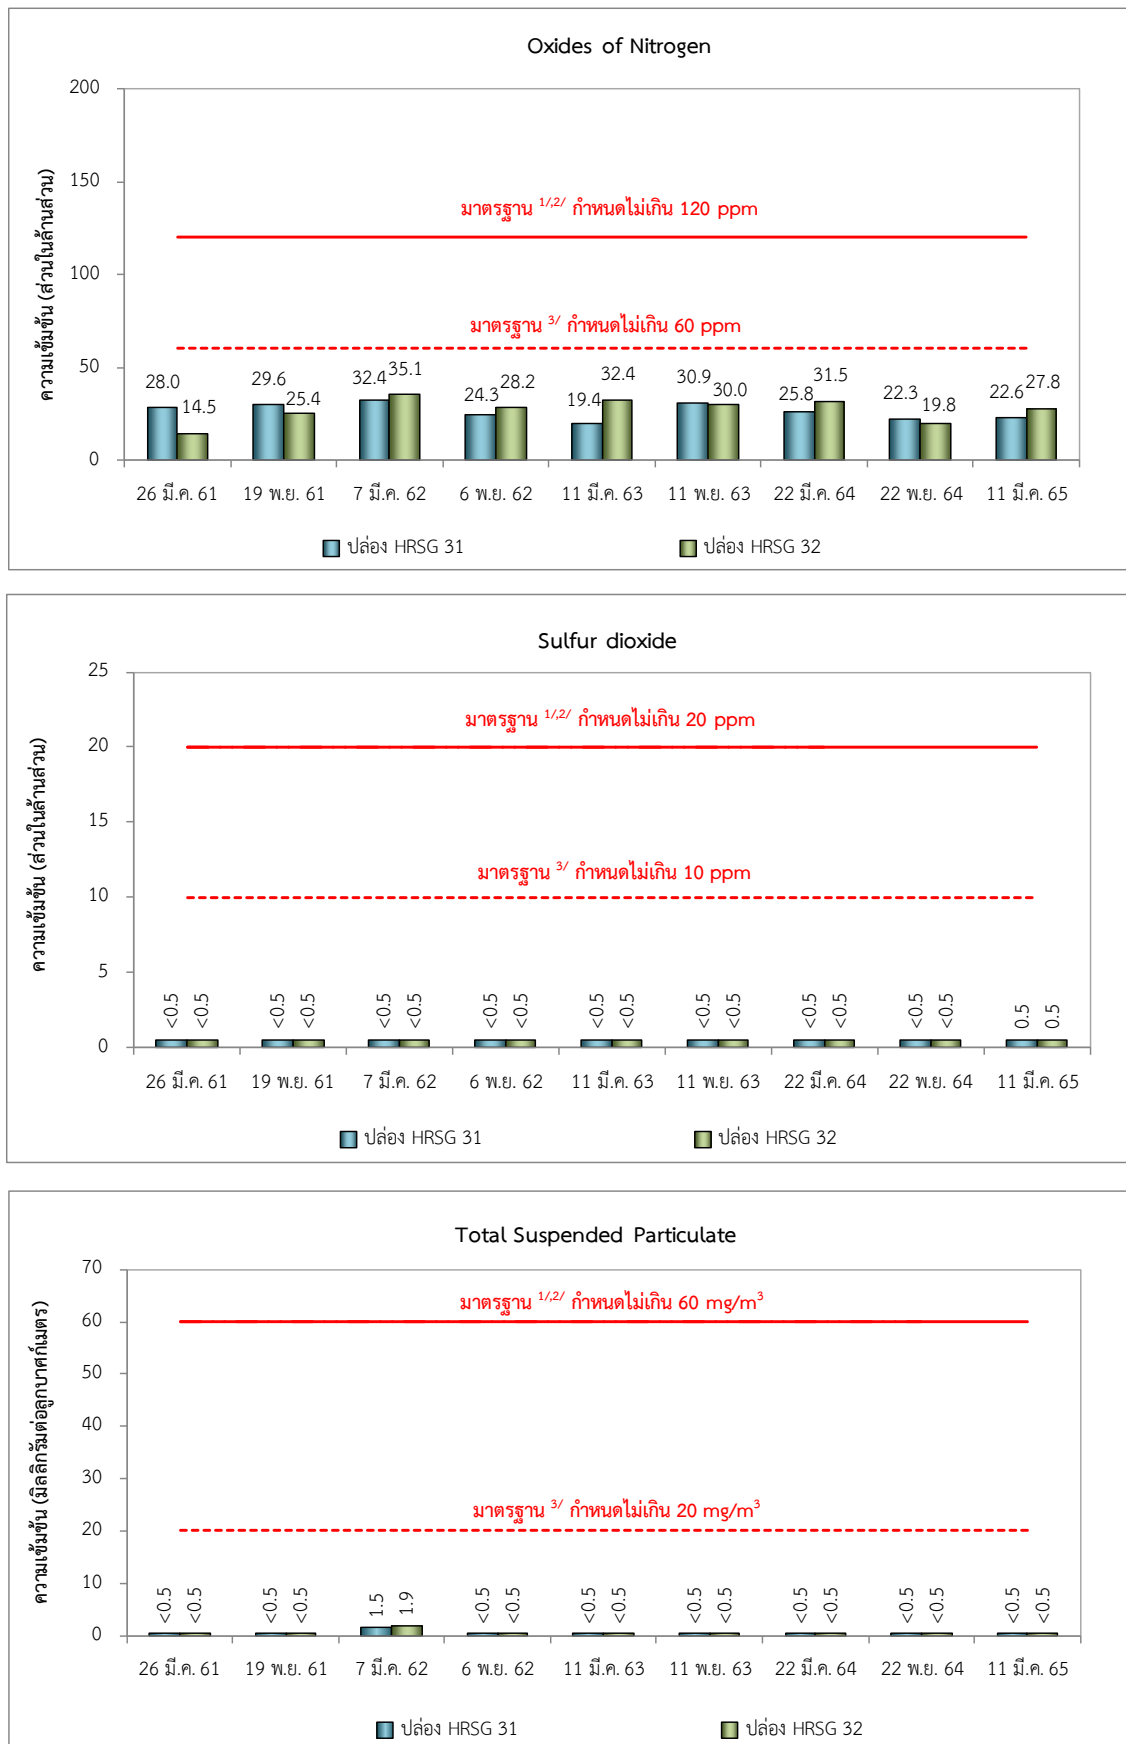 Oxides of Nitrogen
ความเข้มข้น (ส่วนในล้านส่วน)
200
150
100
50
0
มาตรฐาน 1/,2/ กำหนดไม่เกิน 120 ppm
มาตรฐาน 3/ กำหนดไม่เกิน 60 ppm
28.0 14.5 29.6 25.4 32.4 35.1 24.3 28.2 19.4 32.4 30.9 30.0 25.8 31.5 22.3 19.8 22.6 27.8
26 มี.ค. 61 19 พ.ย. 61 7 มี.ค. 62 6 พ.ย. 62 11 มี.ค. 63 11 พ.ย. 63 22 มี.ค. 64 22 พ.ย. 64 11 มี.ค. 65
ปล่อง HRSG 31 ปล่อง HRSG 32
Sulfur dioxide
ความเข้มข้น (ส่วนในล้านส่วน)
25
20
15
10
5
0
มาตรฐาน 1/,2/ กำหนดไม่เกิน 20 ppm
มาตรฐาน 3/ กำหนดไม่เกิน 10 ppm
<0.5 <0.5 <0.5 <0.5 <0.5 <0.5 <0.5 <0.5 <0.5 <0.5 <0.5 <0.5 <0.5 <0.5 <0.5 <0.5 0.5 0.5
26 มี.ค. 61 19 พ.ย. 61 7 มี.ค. 62 6 พ.ย. 62 11 มี.ค. 63 11 พ.ย. 63 22 มี.ค. 64 22 พ.ย. 64 11 มี.ค. 65
ปล่อง HRSG 31 ปล่อง HRSG 32
Total Suspended Particulate
ความเข้มข้น (มิลลิกรัมต่อลูกบาศก์เมตร)
70
60
50
40
30
20
10
0
มาตรฐาน 1/,2/ กำหนดไม่เกิน 60 mg/m³
มาตรฐาน 3/ กำหนดไม่เกิน 20 mg/m³
<0.5 <0.5 <0.5 <0.5 1.5 1.9 <0.5 <0.5 <0.5 <0.5 <0.5 <0.5 <0.5 <0.5 <0.5 <0.5 <0.5 <0.5
26 มี.ค. 61 19 พ.ย. 61 7 มี.ค. 62 6 พ.ย. 62 11 มี.ค. 63 11 พ.ย. 63 22 มี.ค. 64 22 พ.ย. 64 11 มี.ค. 65
ปล่อง HRSG 31 ปล่อง HRSG 32